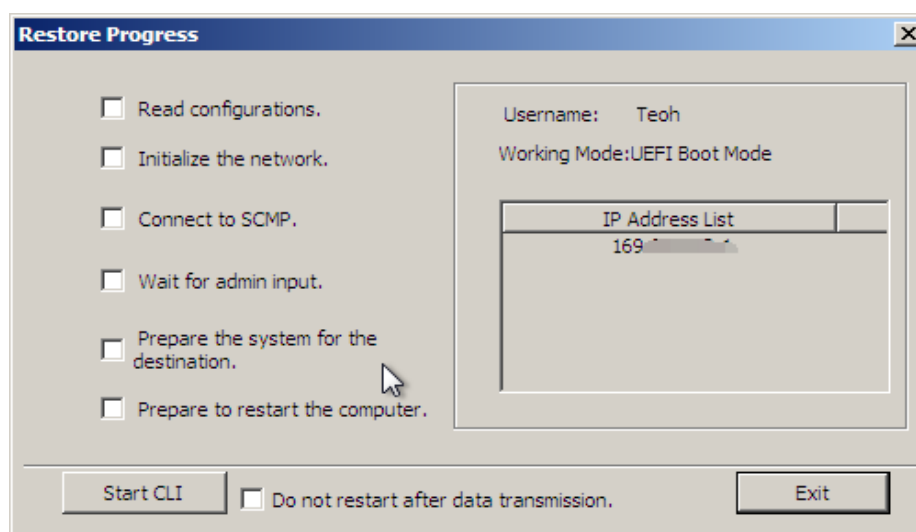 Restore Progress
Read configurations.
Initialize the network.
Connect to SCMP.
Wait for admin input.
Prepare the system for the
destination.
Prepare to restart the computer.
Username: Teoh
Working Mode:UEFI Boot Mode
IP Address List
169
Start CLI
Do not restart after data transmission.
Exit